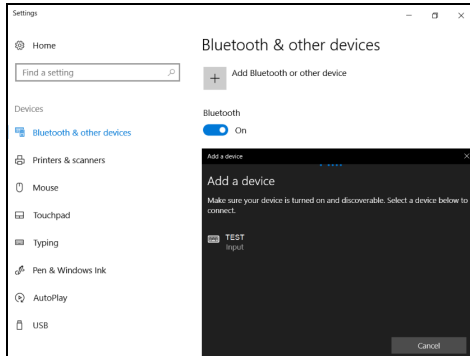 Settings
Home
Find a setting
Devices
Bluetooth & other devices
Printers & scanners
Mouse
Touchpad
Typing
Pen & Windows Ink
AutoPlay
USB
Bluetooth & other devices
Add Bluetooth or other device
Bluetooth
On
Add a device
Add a device
Make sure your device is turned on and discoverable. Select a device below to
connect.
TEST
Input
Cancel